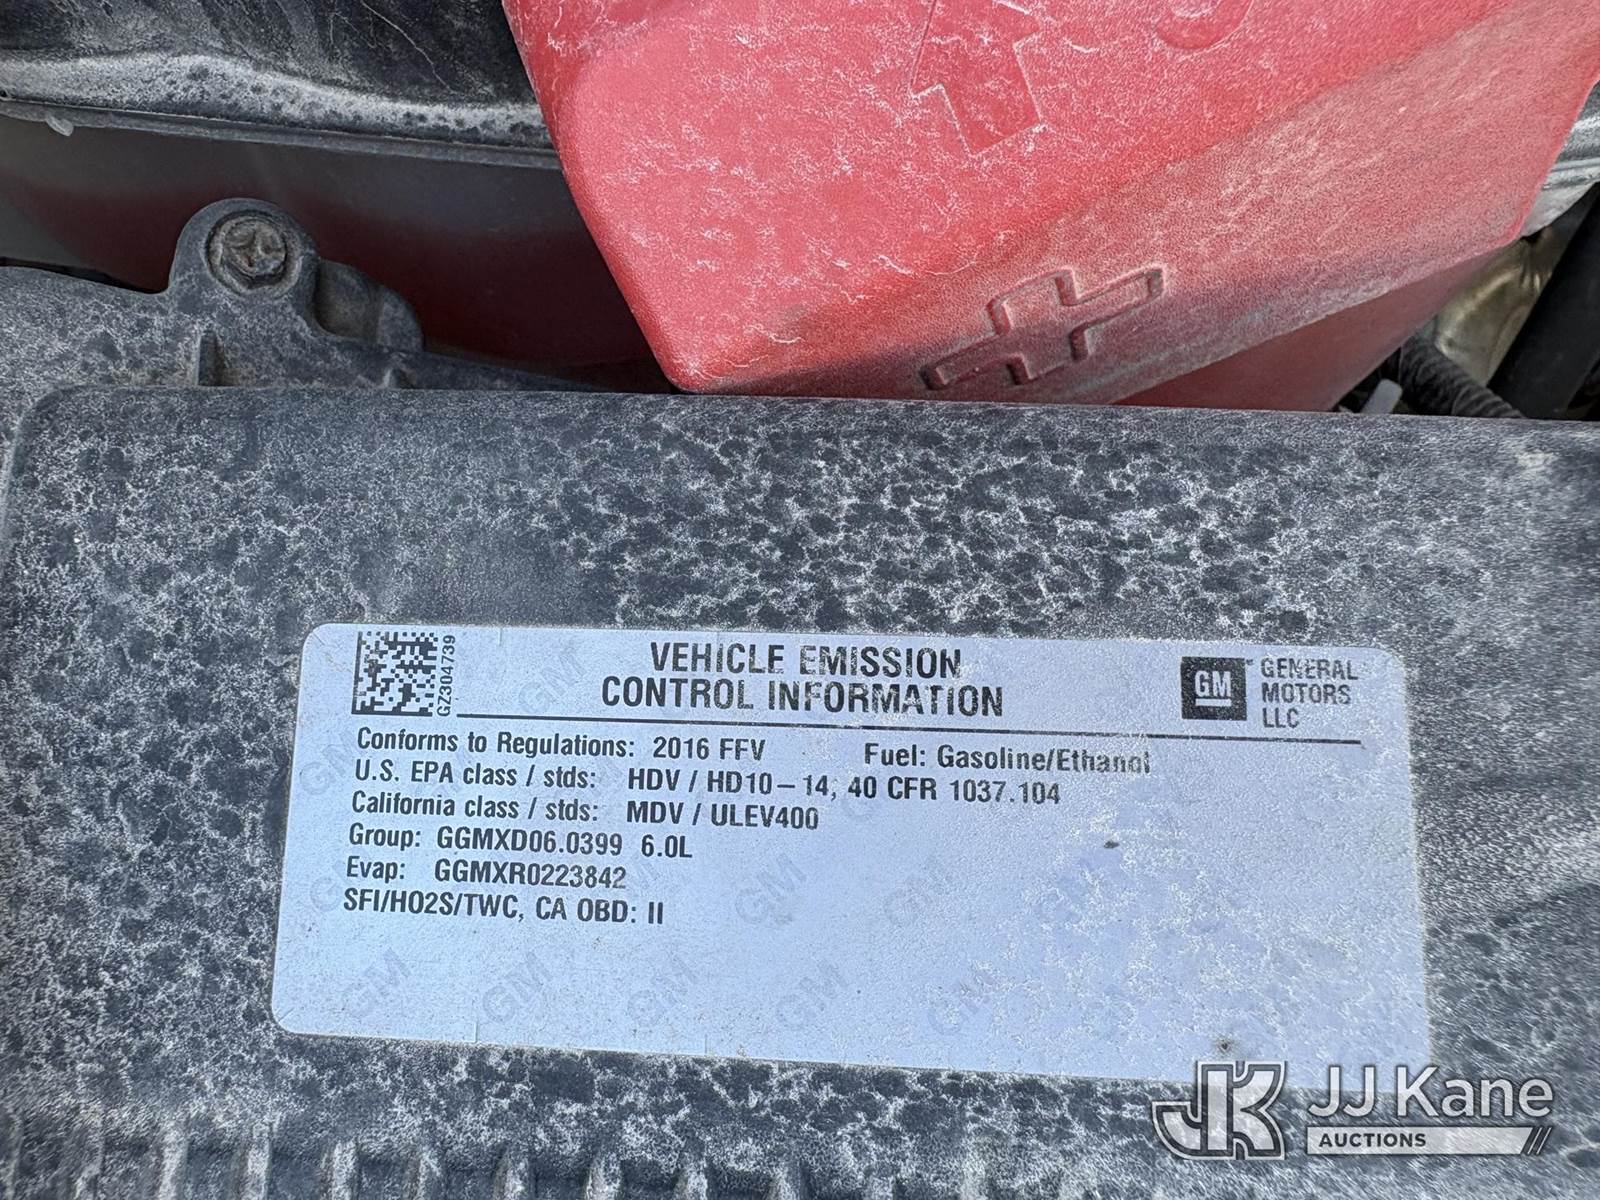 GZ304739
VEHICLE EMISSION
CONTROL INFORMATION
GM
GENERAL
MOTORS
LLC
Conforms to Regulations: 2016 FFV Fuel: Gasoline/Ethanol
U.S. EPA class / stds: HDV / HD10-14, 40 CFR 1037.104
California class / stds: MDV / ULEV400
Group: GGMXD06.0399 6.0L
Evap: GGMXR0223842
SFI/HO2S/TWC, CA OBD: II
JK JJ Kane
AUCTIONS